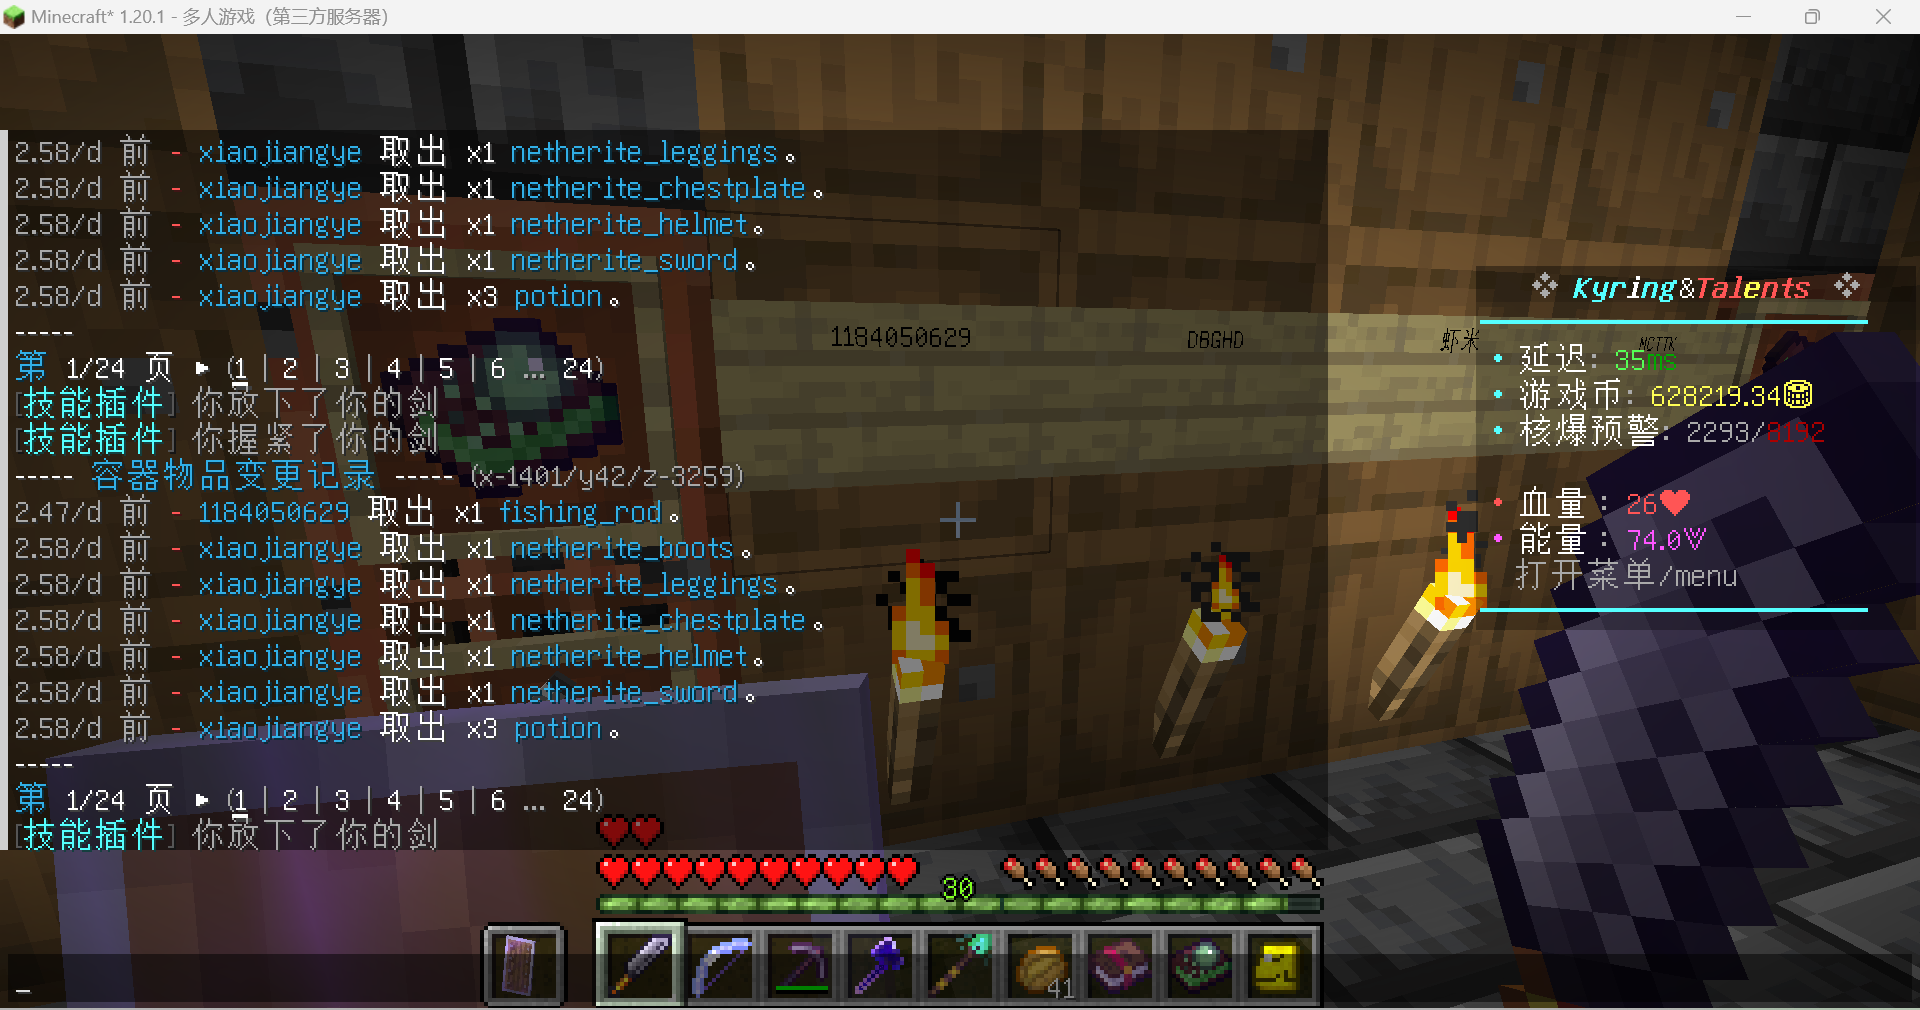 Minecraft* 1.20.1 - 多人游戏（第三方服务器）
2.58/d 前 - xiaojiangye 取出 x1 netherite_leggings。
2.58/d 前 - xiaojiangye 取出 x1 netherite_chestplate。
2.58/d 前 - xiaojiangye 取出 x1 netherite_helmet。
2.58/d 前 - xiaojiangye 取出 x1 netherite_sword。
2.58/d 前 - xiaojiangye 取出 x3 potion。
-----
第 1/24 页 ▸ (1 | 2 | 3 | 4 | 5 | 6 … 24)
[技能插件] 你放下了你的剑
[技能插件] 你握紧了你的剑
----- 容器物品变更记录 ----- (x-1401/y42/z-3259)
2.47/d 前 - 1184050629 取出 x1 fishing_rod。
2.58/d 前 - xiaojiangye 取出 x1 netherite_boots。
2.58/d 前 - xiaojiangye 取出 x1 netherite_leggings。
2.58/d 前 - xiaojiangye 取出 x1 netherite_chestplate。
2.58/d 前 - xiaojiangye 取出 x1 netherite_helmet。
2.58/d 前 - xiaojiangye 取出 x1 netherite_sword。
2.58/d 前 - xiaojiangye 取出 x3 potion。
-----
第 1/24 页 ▸ (1 | 2 | 3 | 4 | 5 | 6 … 24)
[技能插件] 你放下了你的剑
1184050629
DBGHD
虾米
MCTTK
Kyring&Talents
延迟: 35ms
游戏币: 628219.34
核爆预警: 2293/8192
血量 : 26
能量 : 74.0
打开菜单/menu
30
41